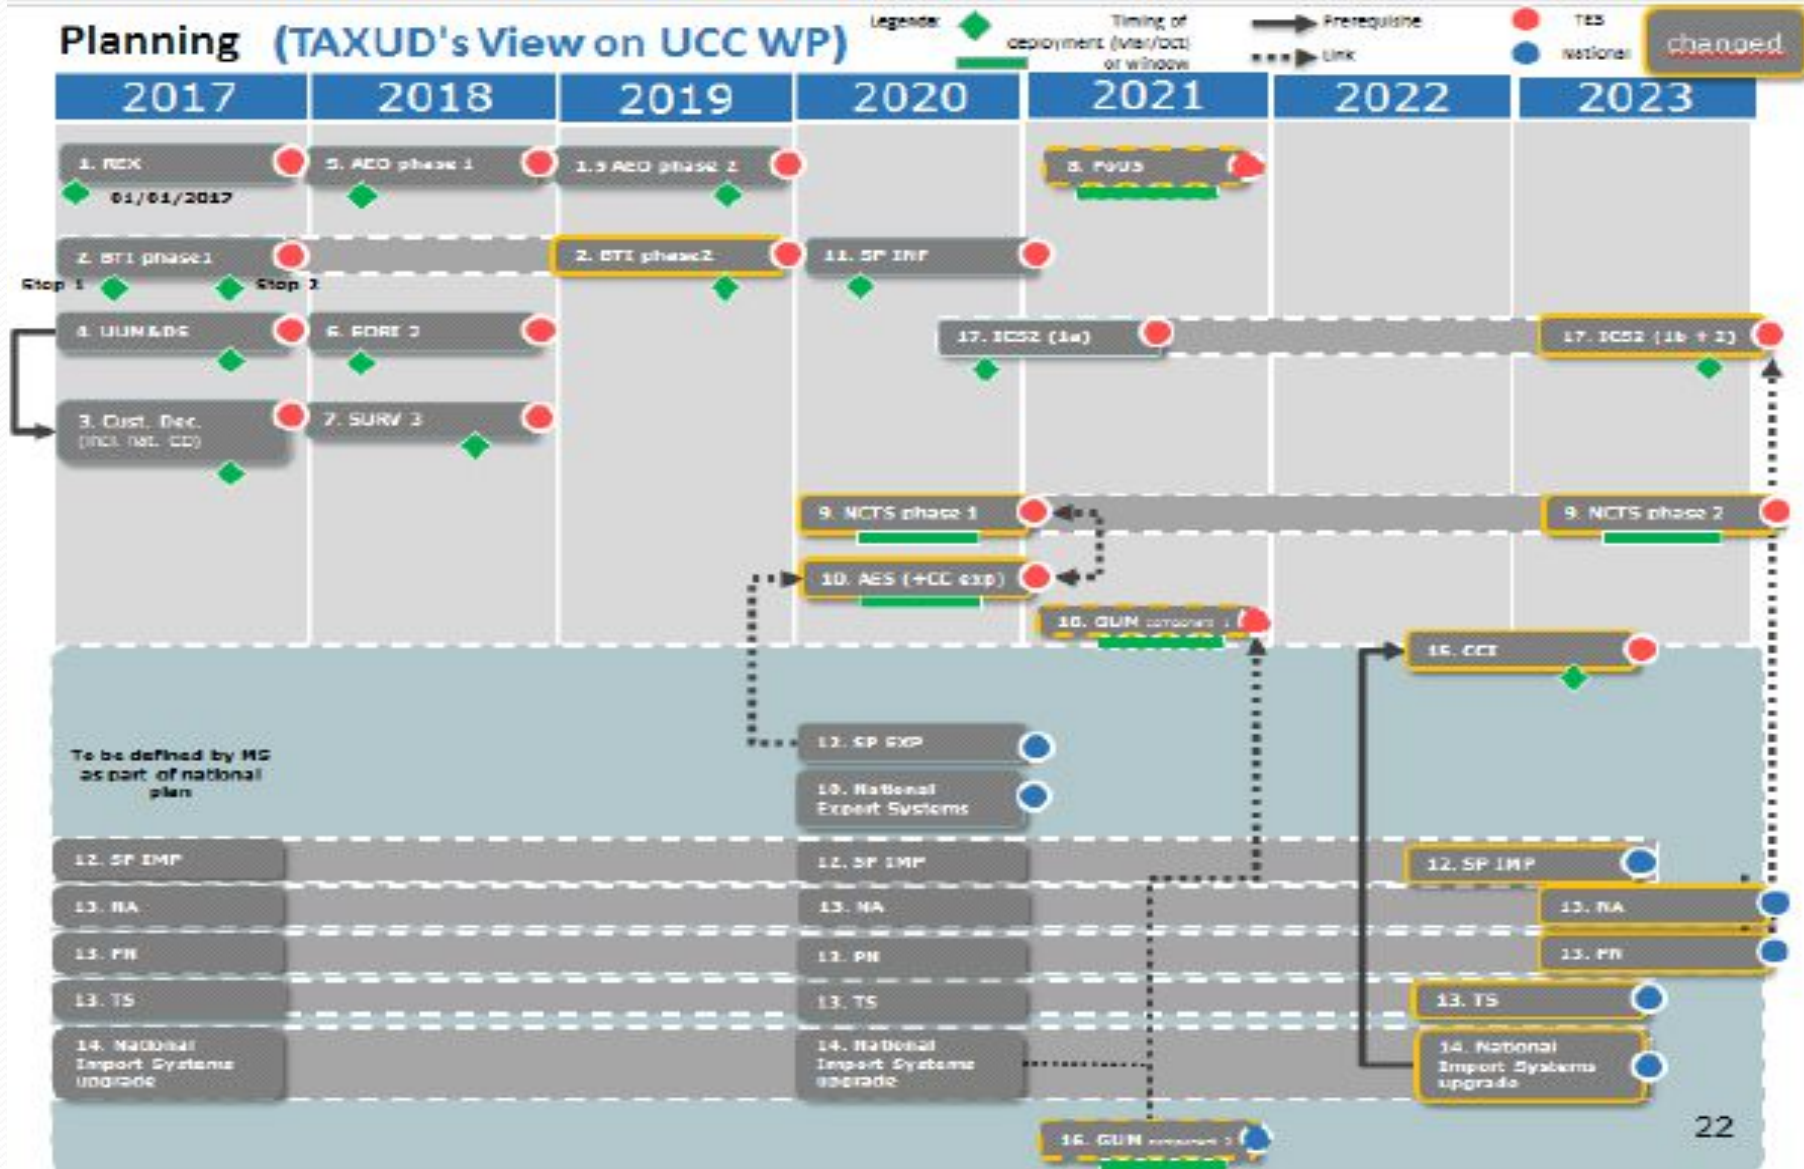 Planning (TAXUD's View on UCC WP)
Legende:
Timing of
deployment (Mar/Oct)
or window
Prerequisite
Link
TES
National
changed
2017 2018 2019 2020 2021 2022 2023
1. REX
5. AEO phase 1
1.5 AEO phase 2
8. PoUS
01/01/2017
2. BTI phase1
2. BTI phase2
11. SP INF
Step 1
Step 2
4. UUM&DS
6. EORI 2
17. ICS2 (1a)
17. ICS2 (1b + 2)
3. Cust. Dec.
(incl. nat. CD)
7. SURV 3
9. NCTS phase 1
9. NCTS phase 2
10. AES (+CC exp)
GUM component 1
15. CCI
To be defined by MS
as part of national
plan
12. SP EXP
10. National
Export Systems
12. SP IMP
12. SP IMP
12. SP IMP
13. NA
13. NA
13. NA
13. PN
13. PN
13. PN
13. TS
13. TS
13. TS
14. National
Import Systems
upgrade
14. National
Import Systems
upgrade
14. National
Import Systems
upgrade
16. GUM
22